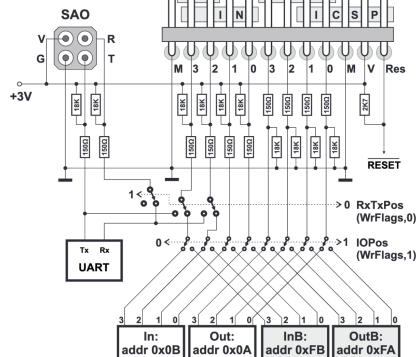 SAO
I N I C S P
V R
G T
M 3 2 1 0 3 2 1 0 M V Res
+3V
18K 18K 18K 18K 18K 18K 150Ω 150Ω 150Ω 150Ω 2K7
150Ω 150Ω 150Ω 150Ω 150Ω 150Ω 18K 18K 18K 18K
RESET
1 0 RxTxPos
(WrFlags,0)
0 1 IOPos
(WrFlags,1)
Tx Rx
UART
3 2 1 0 3 2 1 0 3 2 1 0 3 2 1 0
In: Out: InB: OutB:
addr 0x0B addr 0x0A addr 0xFB addr 0xFA